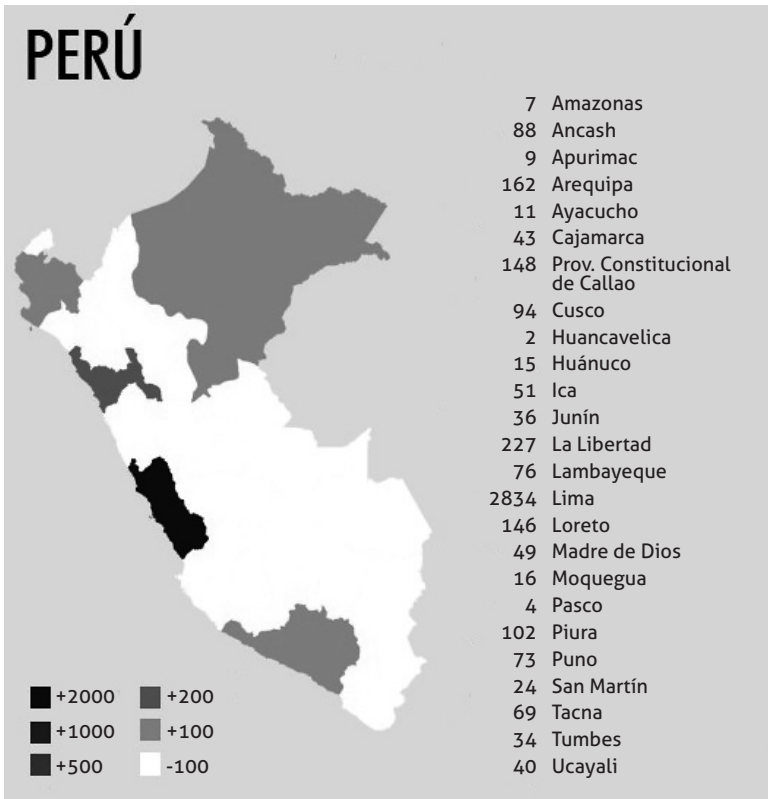 PERÚ
7 Amazonas
88 Ancash
9 Apurimac
162 Arequipa
11 Ayacucho
43 Cajamarca
148 Prov. Constitucional
de Callao
94 Cusco
2 Huancavelica
15 Huánuco
51 Ica
36 Junín
227 La Libertad
76 Lambayeque
2834 Lima
146 Loreto
49 Madre de Dios
16 Moquegua
4 Pasco
102 Piura
73 Puno
24 San Martín
69 Tacna
34 Tumbes
40 Ucayali
+2000 +200
+1000 +100
+500 -100